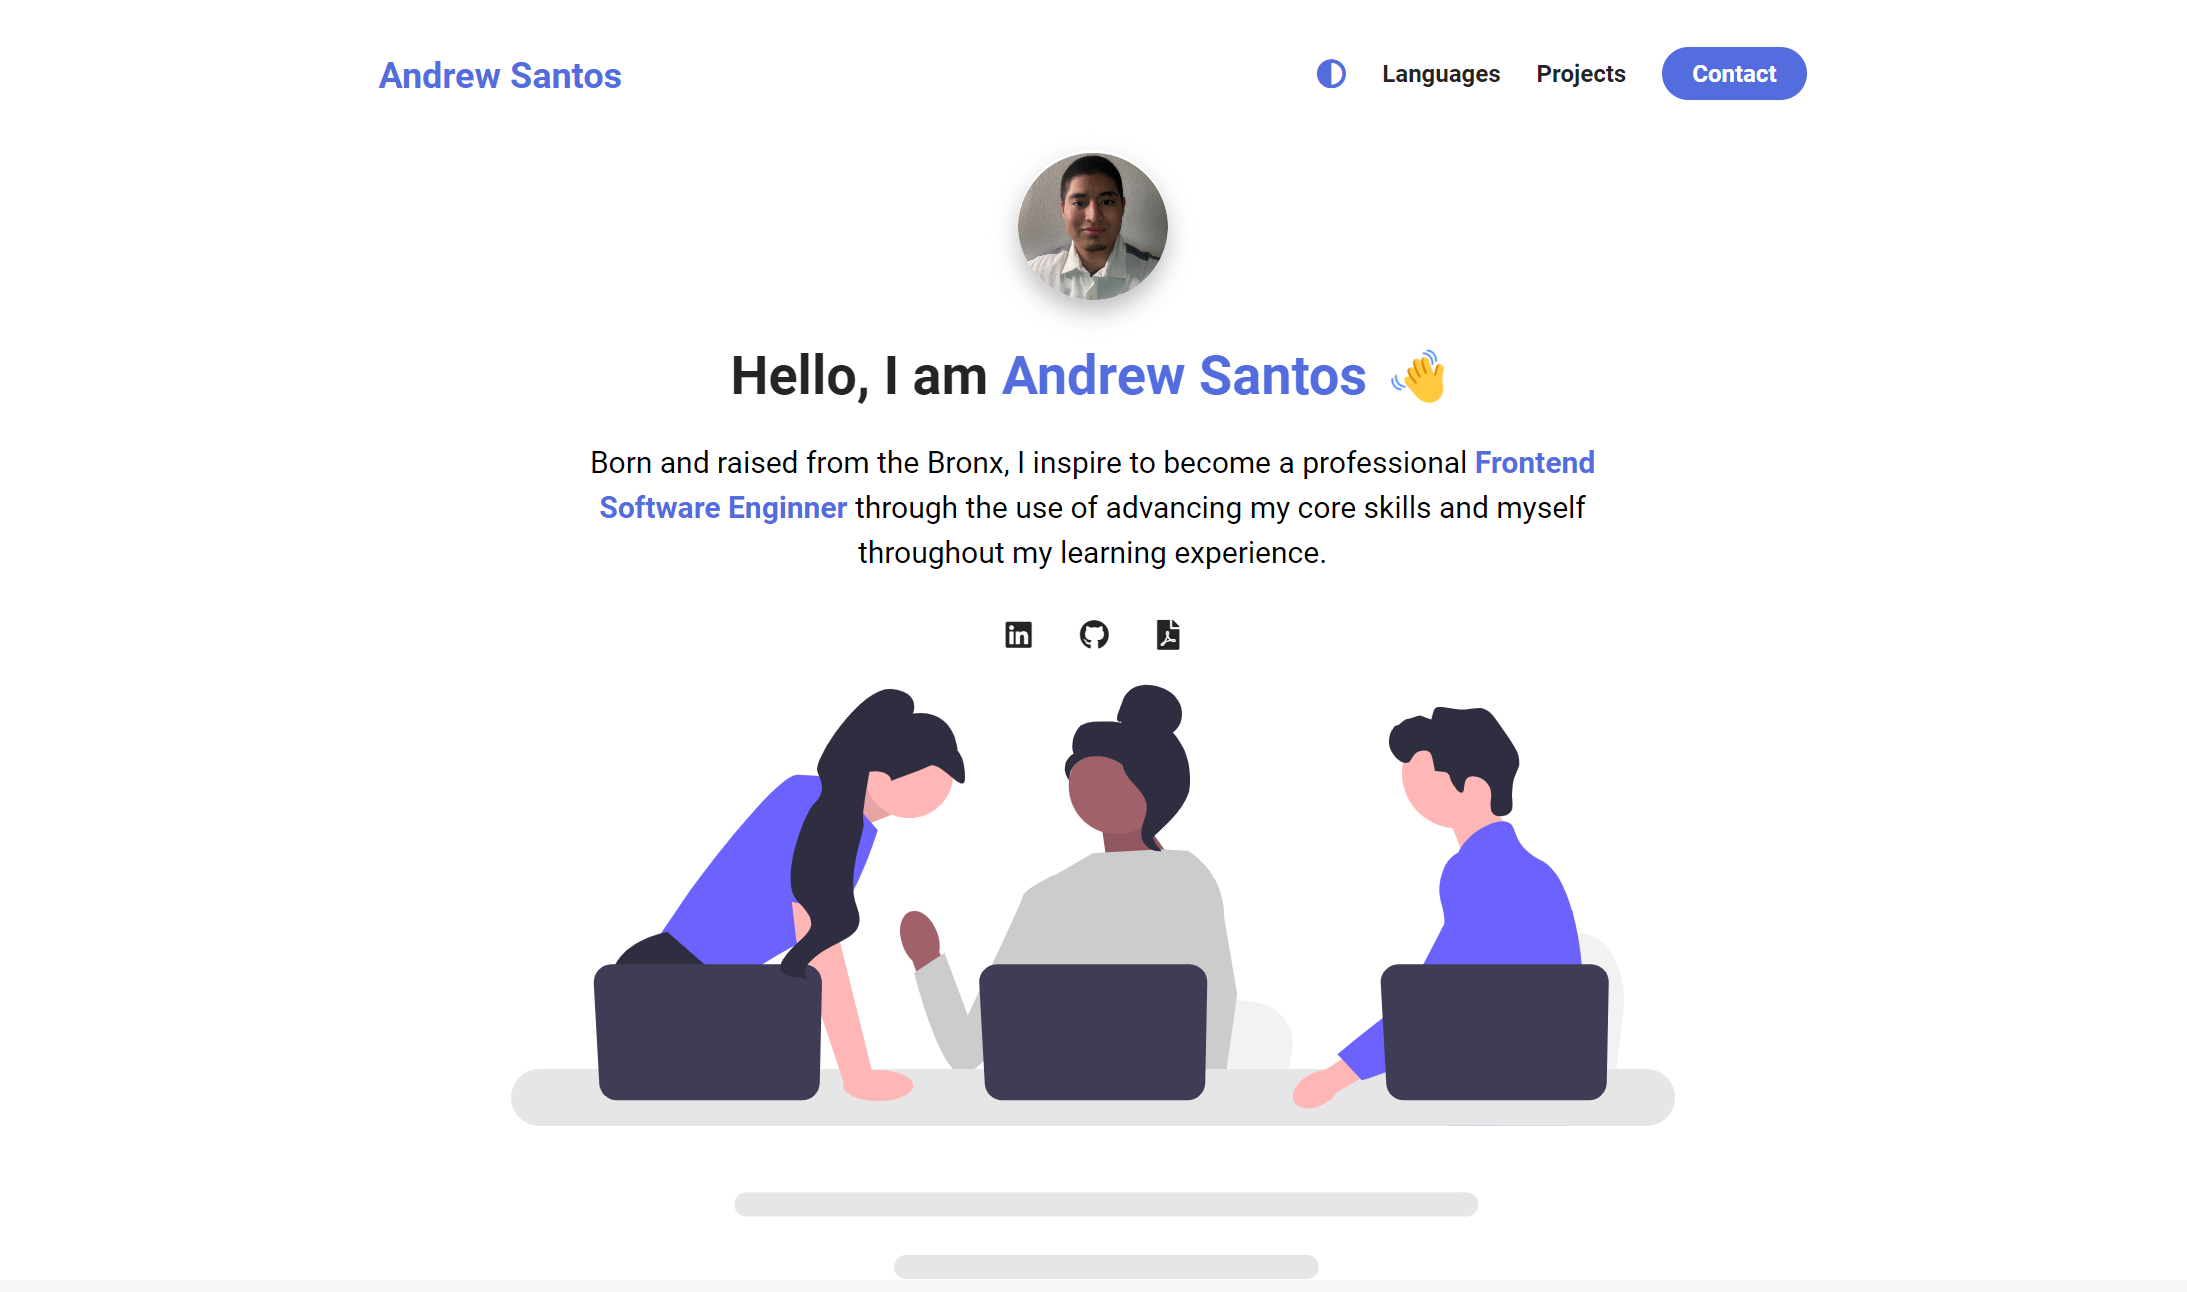 Andrew Santos
Languages
Projects
Contact
Hello, I am Andrew Santos
Born and raised from the Bronx, I inspire to become a professional Frontend
Software Enginner through the use of advancing my core skills and myself
throughout my learning experience.
in